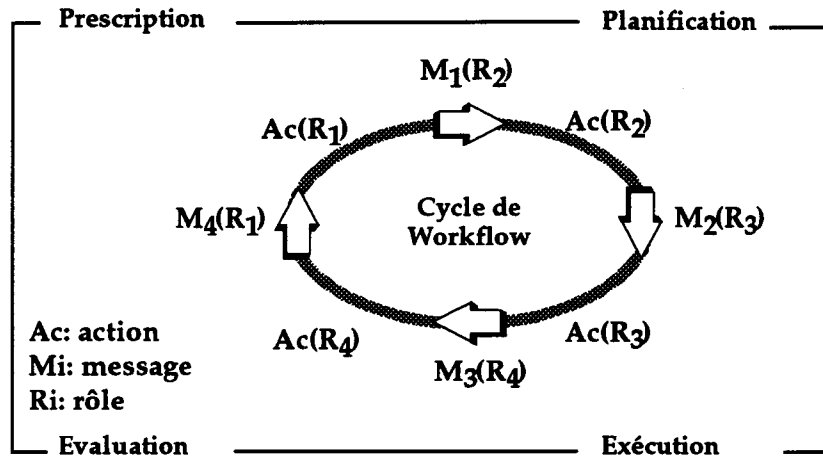 Prescription
Planification
M1(R2)
Ac(R1)
Ac(R2)
M4(R1)
Cycle de
Workflow
M2(R3)
Ac(R4)
Ac(R3)
M3(R4)
Ac: action
Mi: message
Ri: rôle
Evaluation
Exécution